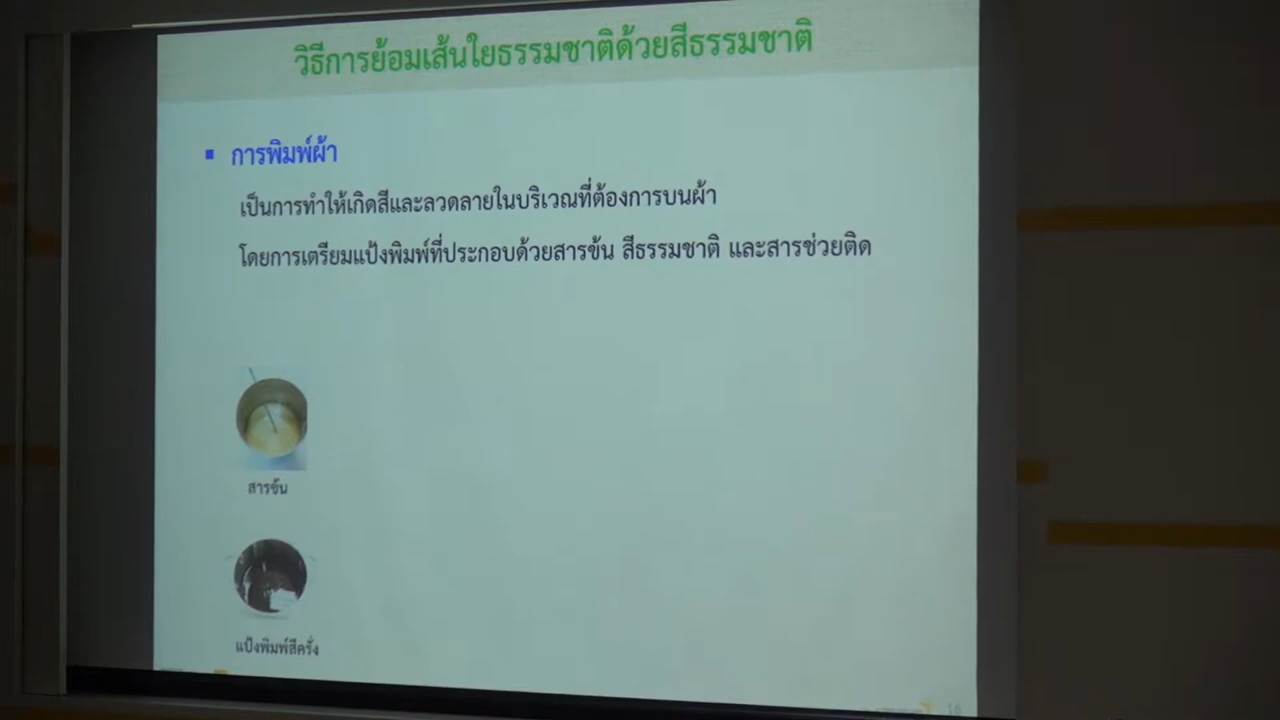 วิธีการย้อมเส้นใยธรรมชาติด้วยสีธรรมชาติ
▪ การพิมพ์ผ้า
เป็นการทำให้เกิดสีและลวดลายในบริเวณที่ต้องการบนผ้า
โดยการเตรียมแป้งพิมพ์ที่ประกอบด้วยสารข้น สีธรรมชาติ และสารช่วยติด
สารข้น
แป้งพิมพ์สีครั่ง
16